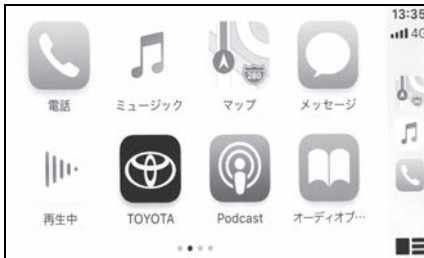 電話
ミュージック
マップ
メッセージ
再生中
TOYOTA
Podcast
オーディオブ…
13:35
4G
280